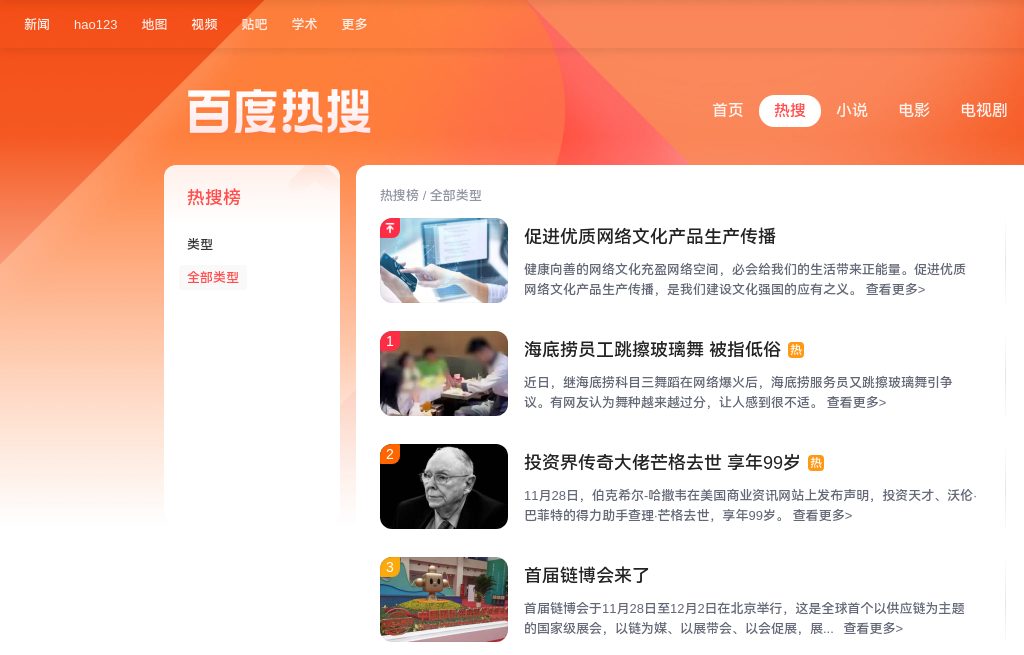 新闻 hao123 地图 视频 贴吧 学术 更多
百度热搜
首页 热搜 小说 电影 电视剧
热搜榜
类型
全部类型
热搜榜 / 全部类型
促进优质网络文化产品生产传播
健康向善的网络文化充盈网络空间，必会给我们的生活带来正能量。促进优质
网络文化产品生产传播，是我们建设文化强国的应有之义。 查看更多>
1
海底捞员工跳擦玻璃舞 被指低俗 热
近日，继海底捞科目三舞蹈在网络爆火后，海底捞服务员又跳擦玻璃舞引争
议。有网友认为舞种越来越过分，让人感到很不适。 查看更多>
2
投资界传奇大佬芒格去世 享年99岁 热
11月28日，伯克希尔-哈撒韦在美国商业资讯网站上发布声明，投资天才、沃伦·
巴菲特的得力助手查理·芒格去世，享年99岁。 查看更多>
3
首届链博会来了
首届链博会于11月28日至12月2日在北京举行，这是全球首个以供应链为主题
的国家级展会，以链为媒、以展带会、以会促展，展... 查看更多>